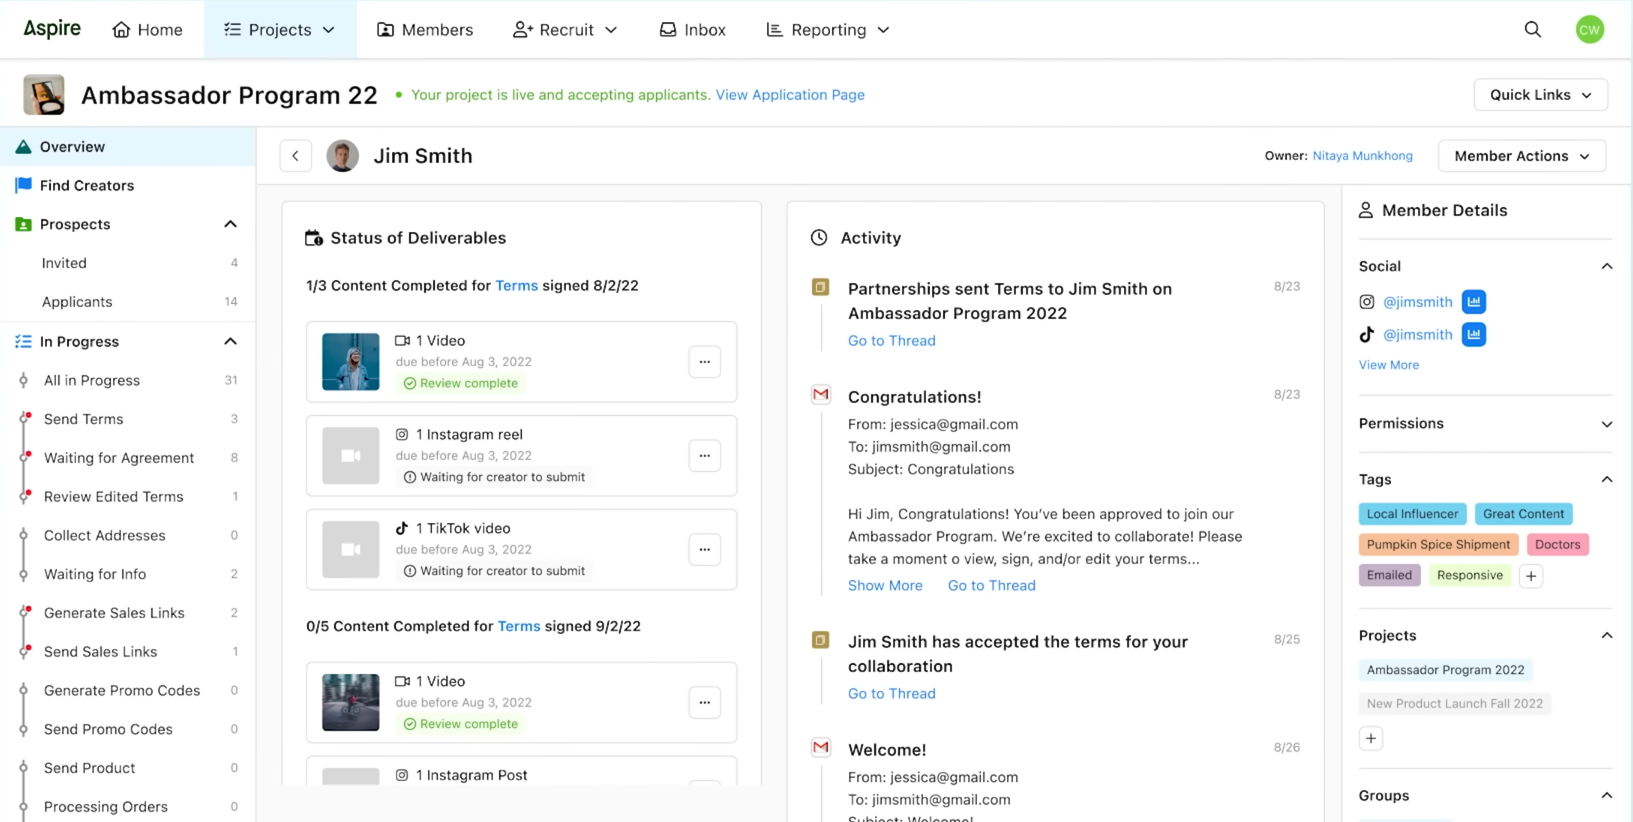 Aspire
Home
Projects
Members
Recruit
Inbox
Reporting
CW
Ambassador Program 22
Your project is live and accepting applicants. View Application Page
Quick Links
Overview
Find Creators
Prospects
Invited 4
Applicants 14
In Progress
All in Progress 31
Send Terms 3
Waiting for Agreement 8
Review Edited Terms 1
Collect Addresses 0
Waiting for Info 2
Generate Sales Links 2
Send Sales Links 1
Generate Promo Codes 0
Send Promo Codes 0
Send Product 0
Processing Orders 0
Jim Smith
Owner: Nitaya Munkhong
Member Actions
Status of Deliverables
1/3 Content Completed for Terms signed 8/2/22
1 Video
due before Aug 3, 2022
Review complete
1 Instagram reel
due before Aug 3, 2022
Waiting for creator to submit
1 TikTok video
due before Aug 3, 2022
Waiting for creator to submit
0/5 Content Completed for Terms signed 9/2/22
1 Video
due before Aug 3, 2022
Review complete
1 Instagram Post
Activity
Partnerships sent Terms to Jim Smith on 8/23
Ambassador Program 2022
Go to Thread
Congratulations! 8/23
From: jessica@gmail.com
To: jimsmith@gmail.com
Subject: Congratulations
Hi Jim, Congratulations! You've been approved to join our
Ambassador Program. We're excited to collaborate! Please
take a moment o view, sign, and/or edit your terms...
Show More Go to Thread
Jim Smith has accepted the terms for your 8/25
collaboration
Go to Thread
Welcome! 8/26
From: jessica@gmail.com
To: jimsmith@gmail.com
Subject: Welcome!
Member Details
Social
@jimsmith
@jimsmith
View More
Permissions
Tags
Local Influencer Great Content
Pumpkin Spice Shipment Doctors
Emailed Responsive +
Projects
Ambassador Program 2022
New Product Launch Fall 2022
+
Groups